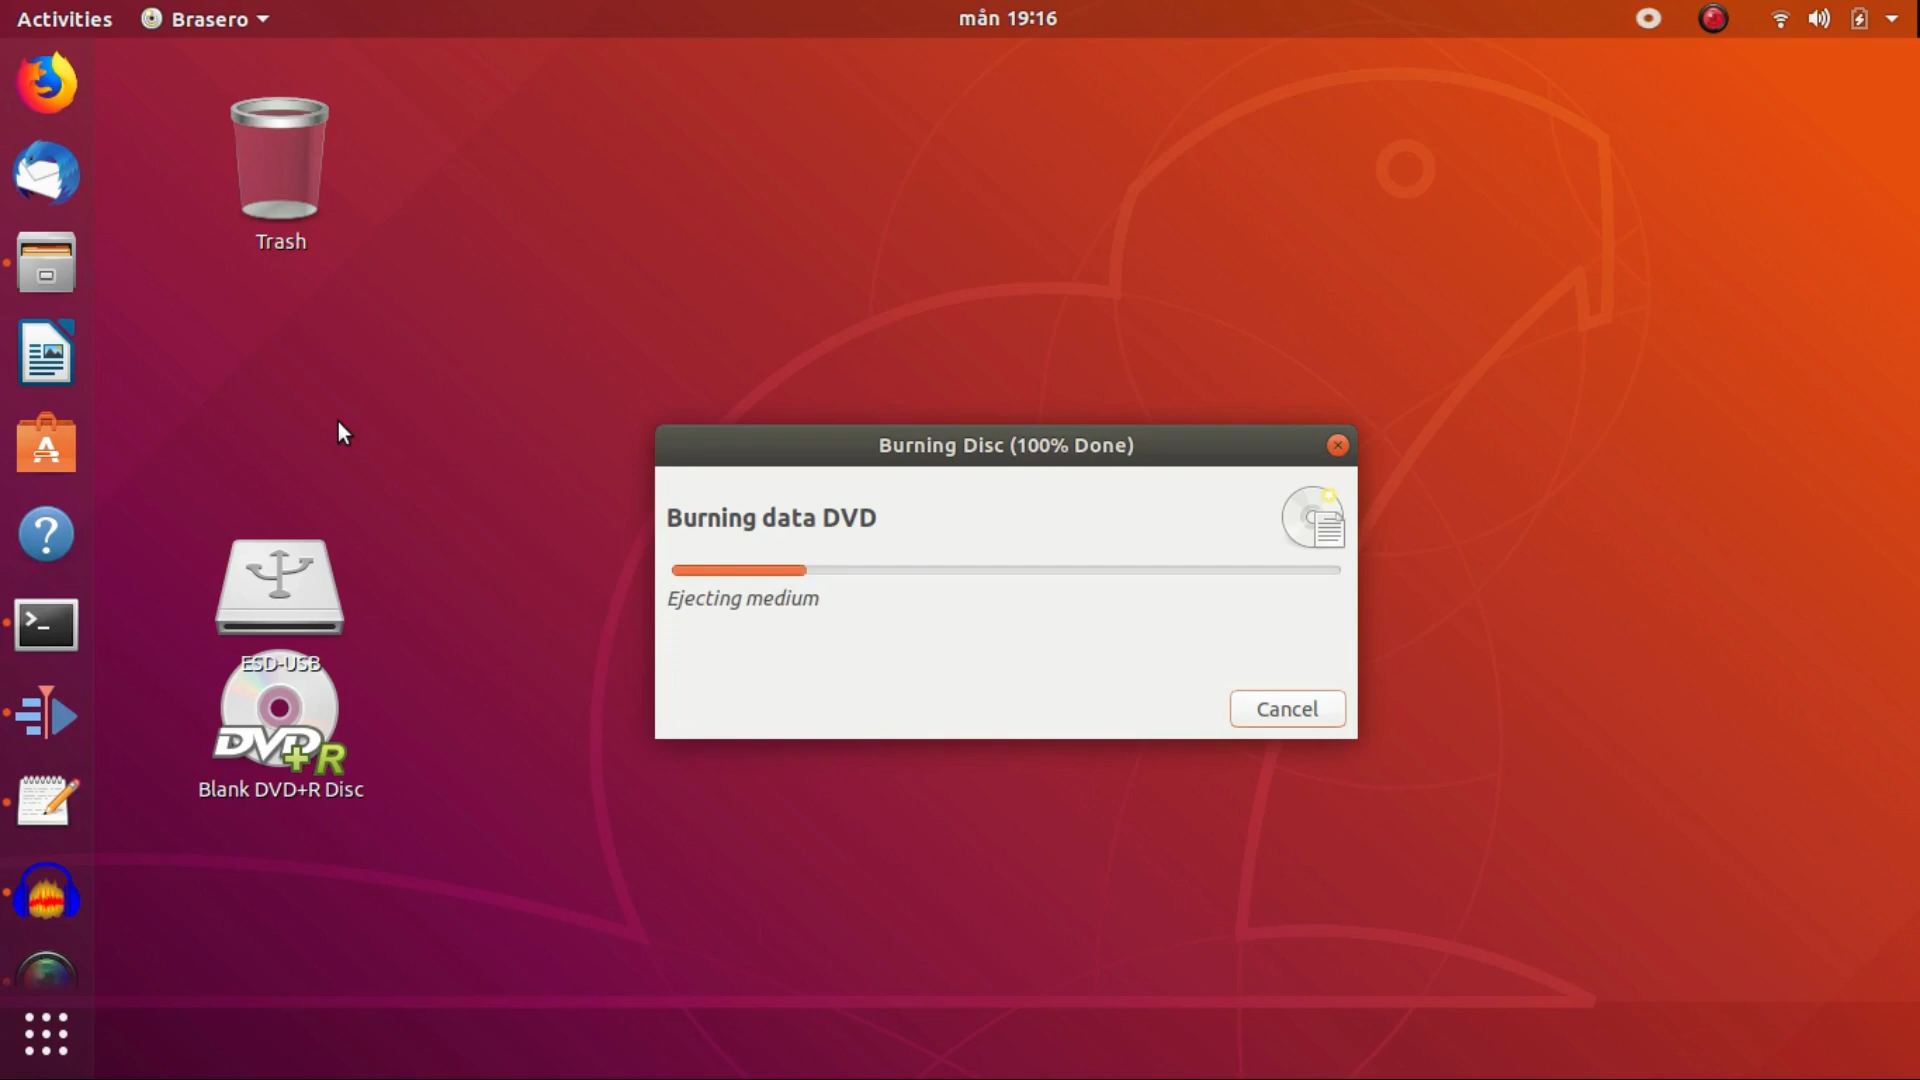 Activities
Brasero
mån 19:16
Trash
ESD-USB
DVD+R
Blank DVD+R Disc
Burning Disc (100% Done)
Burning data DVD
Ejecting medium
Cancel